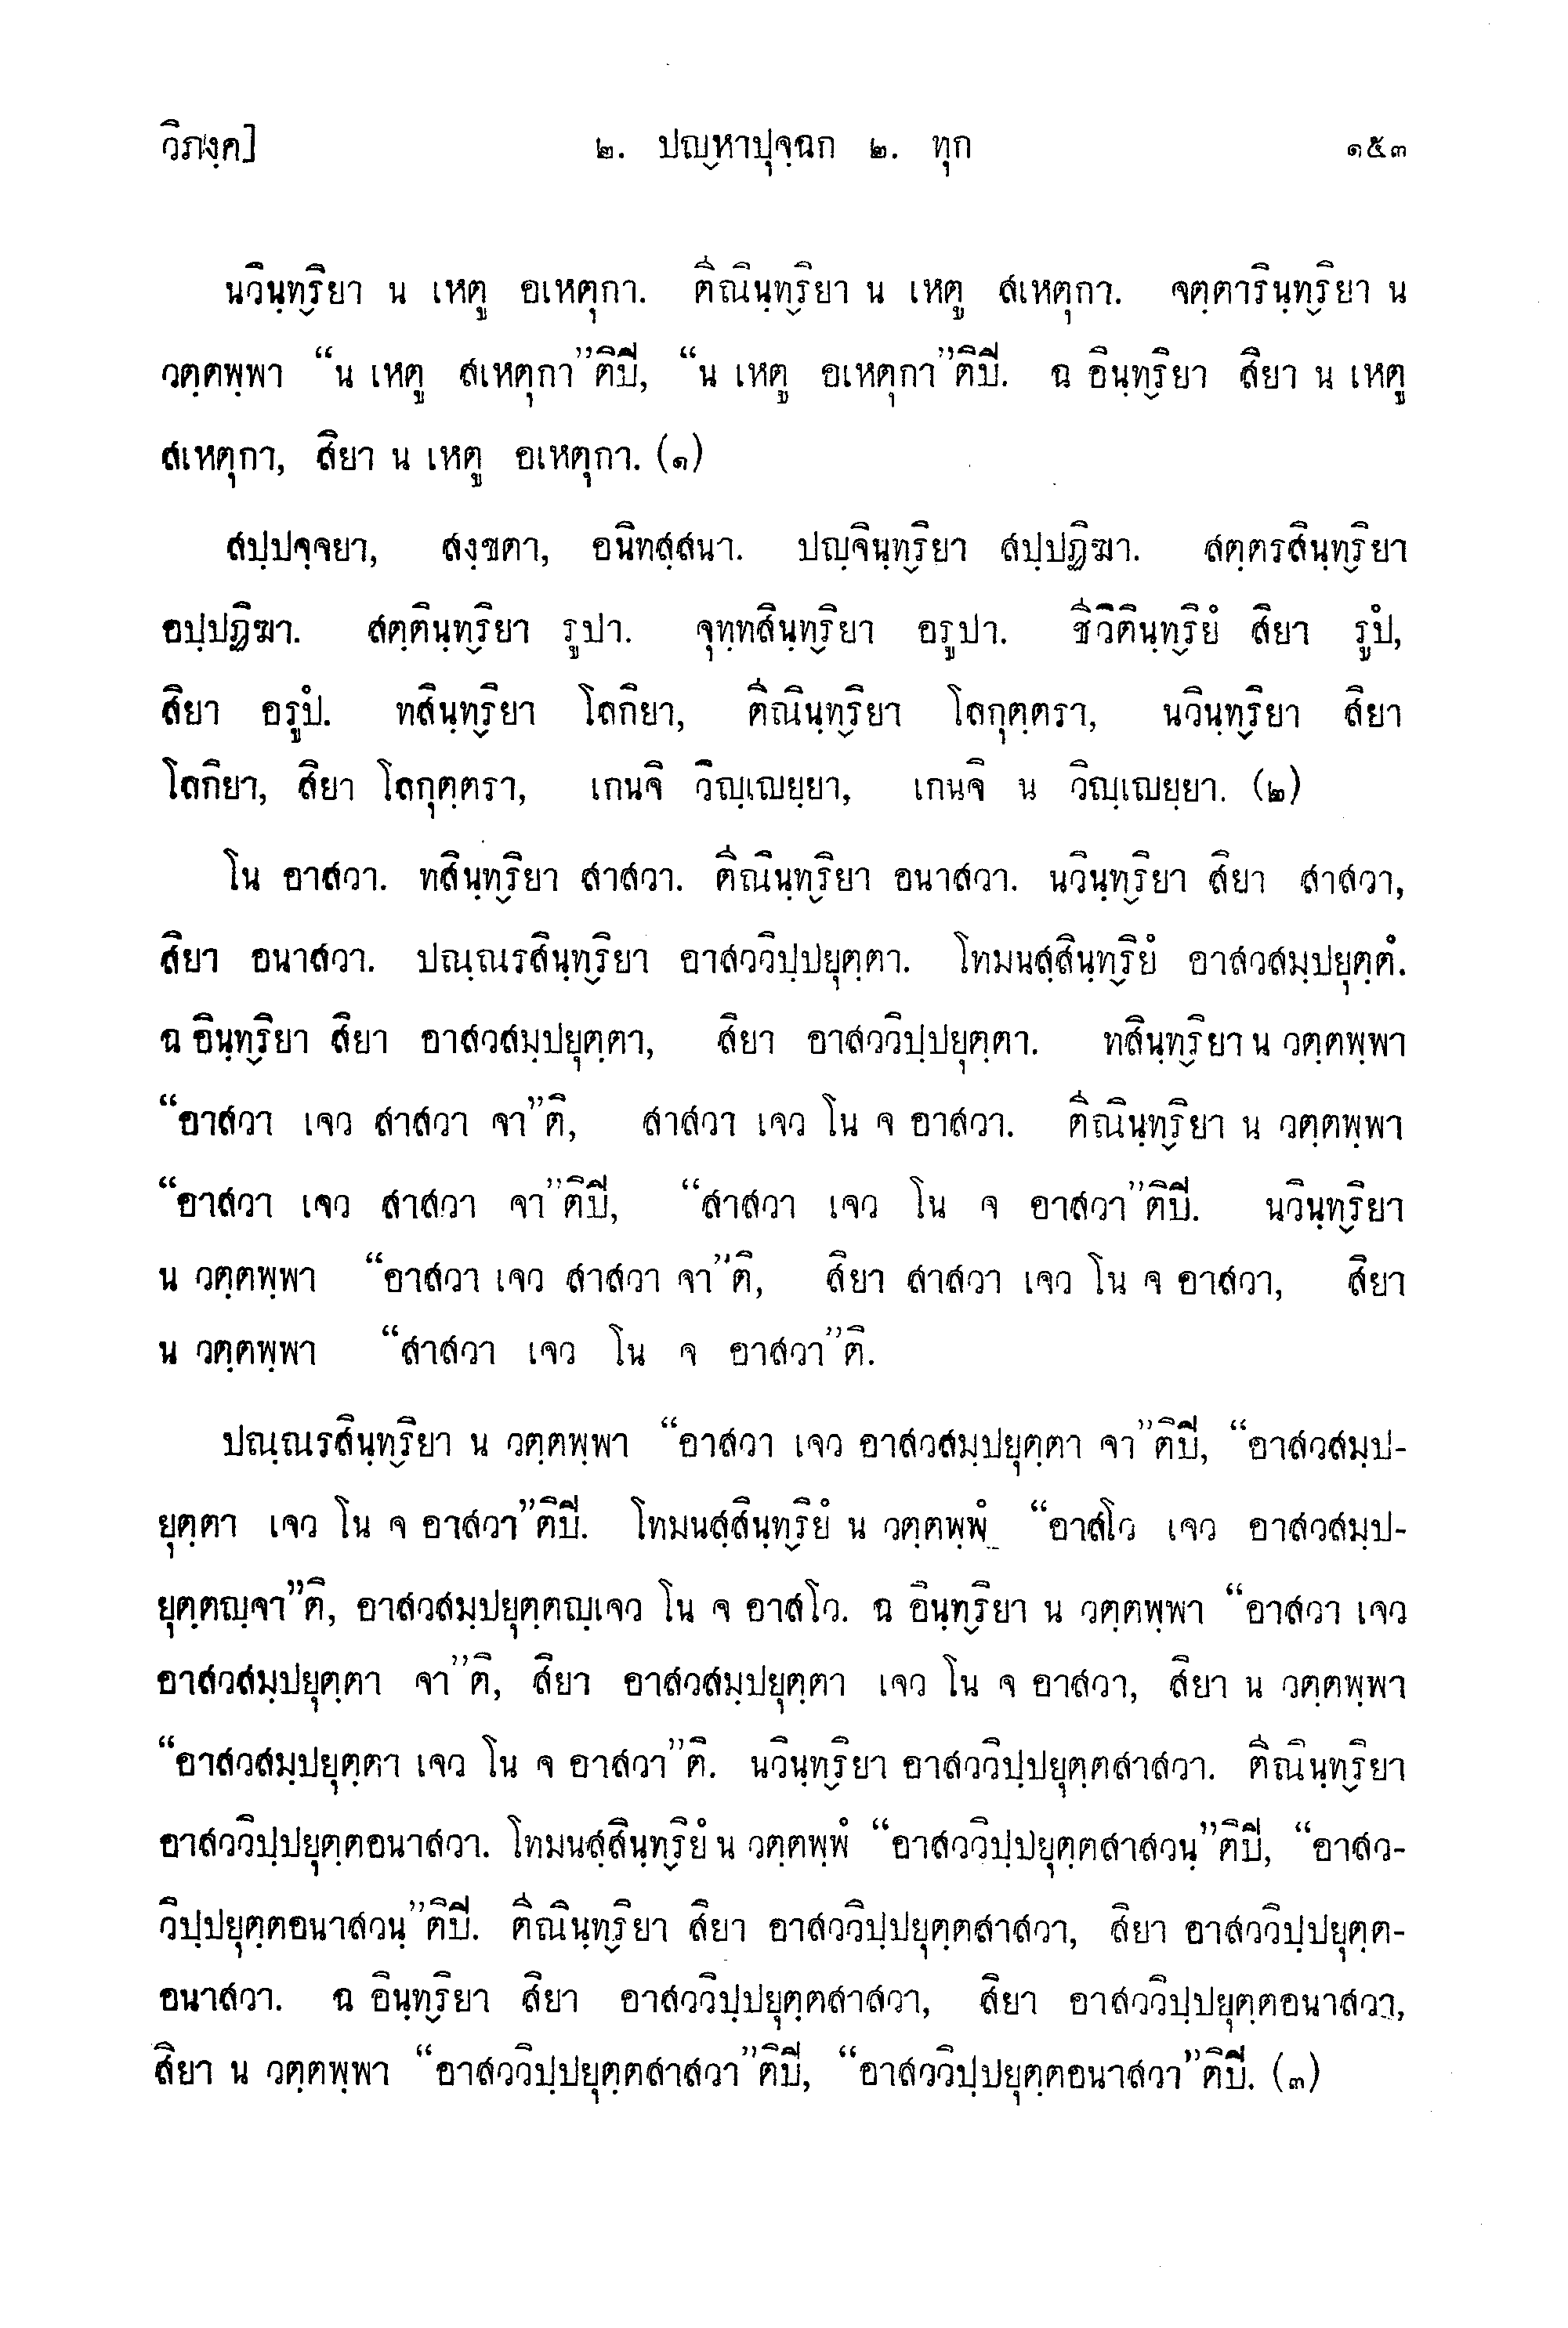 วิภงฺค]	๒. ปญฺหาปุจฺฉก ๒. ทุก	๑๕๓
นวินฺทฺริยา น เหตู อเหตุกา. ตีณินฺทฺริยา น เหตู สเหตุกา. จตฺตารินฺทฺริยา น
วตฺตพฺพา “น เหตู สเหตุกา”ติปี, “น เหตู อเหตุกา”ติปี. ฉ อินฺทฺริยา สิยา น เหตู
สเหตุกา, สิยา น เหตู อเหตุกา. (๑)
สปฺปจฺจยา, สงฺขตา, อนิทสฺสนา. ปญฺจินฺทฺริยา สปฺปฏิฆา. สตฺตรสินฺทฺริยา
อปฺปฏิฆา. สตฺตินฺทฺริยา รูปา. จุทฺทสินฺทฺริยา อรูปา. ชีวิตินฺทฺริยํ สิยา รูปํ,
สิยา อรูปํ. ทสินฺทฺริยา โลกิยา, ตีณินฺทฺริยา โลกุตฺตรา, นวินฺทฺริยา สิยา
โลกิยา, สิยา โลกุตฺตรา, เกนจิ วิญฺเญยฺยา, เกนจิ น วิญฺเญยฺยา. (๒)
โน อาสวา. ทสินฺทฺริยา สาสวา. ตีณินฺทฺริยา อนาสวา. นวินฺทฺริยา สิยา สาสวา,
สิยา อนาสวา. ปณฺณรสินฺทฺริยา อาสววิปฺปยุตฺตา. โทมนสฺสินฺทฺริยํ อาสวสมฺปยุตฺตํ.
ฉ อินฺทฺริยา สิยา อาสวสมฺปยุตฺตา, สิยา อาสววิปฺปยุตฺตา. ทสินฺทฺริยา น วตฺตพฺพา
“อาสวา เจว สาสวา จา”ติ, สาสวา เจว โน จ อาสวา. ตีณินฺทฺริยา น วตฺตพฺพา
“อาสวา เจว สาสวา จา”ติปี, “สาสวา เจว โน จ อาสวา”ติปี. นวินฺทฺริยา
น วตฺตพฺพา “อาสวา เจว สาสวา จา”ติ, สิยา สาสวา เจว โน จ อาสวา, สิยา
น วตฺตพฺพา “สาสวา เจว โน จ อาสวา”ติ.
ปณฺณรสินฺทฺริยา น วตฺตพฺพา “อาสวา เจว อาสวสมฺปยุตฺตา จา”ติปี, “อาสวสมฺป-
ยุตฺตา เจว โน จ อาสวา”ติปี. โทมนสฺสินฺทฺริยํ น วตฺตพฺพํ “อาสโว เจว อาสวสมฺป-
ยุตฺตญฺจา”ติ, อาสวสมฺปยุตฺตญฺเจว โน จ อาสโว. ฉ อินฺทฺริยา น วตฺตพฺพา “อาสวา เจว
อาสวสมฺปยุตฺตา จา”ติ, สิยา อาสวสมฺปยุตฺตา เจว โน จ อาสวา, สิยา น วตฺตพฺพา
“อาสวสมฺปยุตฺตา เจว โน จ อาสวา”ติ. นวินฺทฺริยา อาสววิปฺปยุตฺตสาสวา. ตีณินฺทฺริยา
อาสววิปฺปยุตฺตอนาสวา. โทมนสฺสินฺทฺริยํ น วตฺตพฺพํ “อาสววิปฺปยุตฺตสาสวนฺ”ติปี, “อาสว-
วิปฺปยุตฺตอนาสวนฺ”ติปี. ตีณินฺทฺริยา สิยา อาสววิปฺปยุตฺตสาสวา, สิยา อาสววิปฺปยุตฺต-
อนาสวา. ฉ อินฺทฺริยา สิยา อาสววิปฺปยุตฺตสาสวา, สิยา อาสววิปฺปยุตฺตอนาสวา,
สิยา น วตฺตพฺพา “อาสววิปฺปยุตฺตสาสวา”ติปี, “อาสววิปฺปยุตฺตอนาสวา”ติปี. (๓)